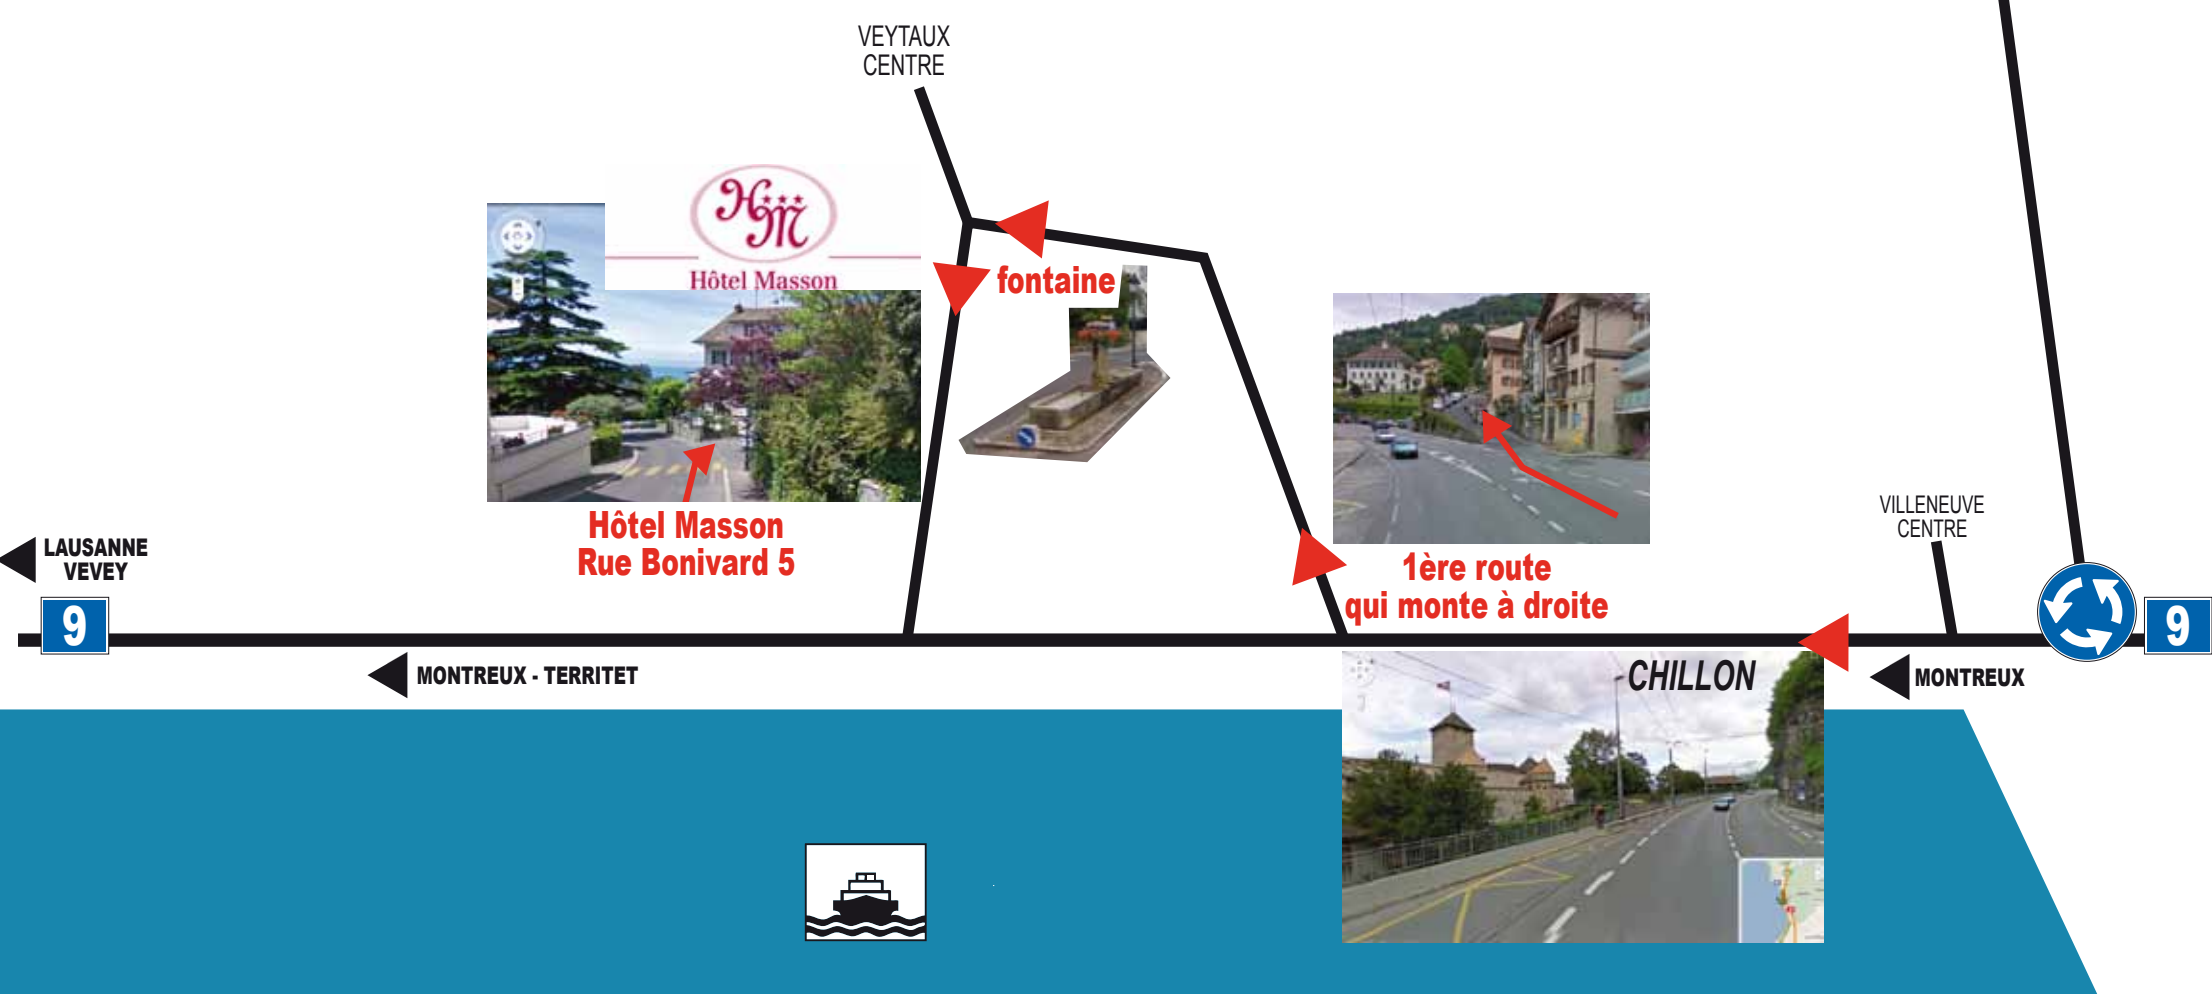 VEYTAUX
CENTRE
HM
Hôtel Masson
fontaine
Hôtel Masson
Rue Bonivard 5
1ère route
qui monte à droite
VILLENEUVE
CENTRE
LAUSANNE
VEVEY
9
9
MONTREUX - TERRITET
CHILLON
MONTREUX